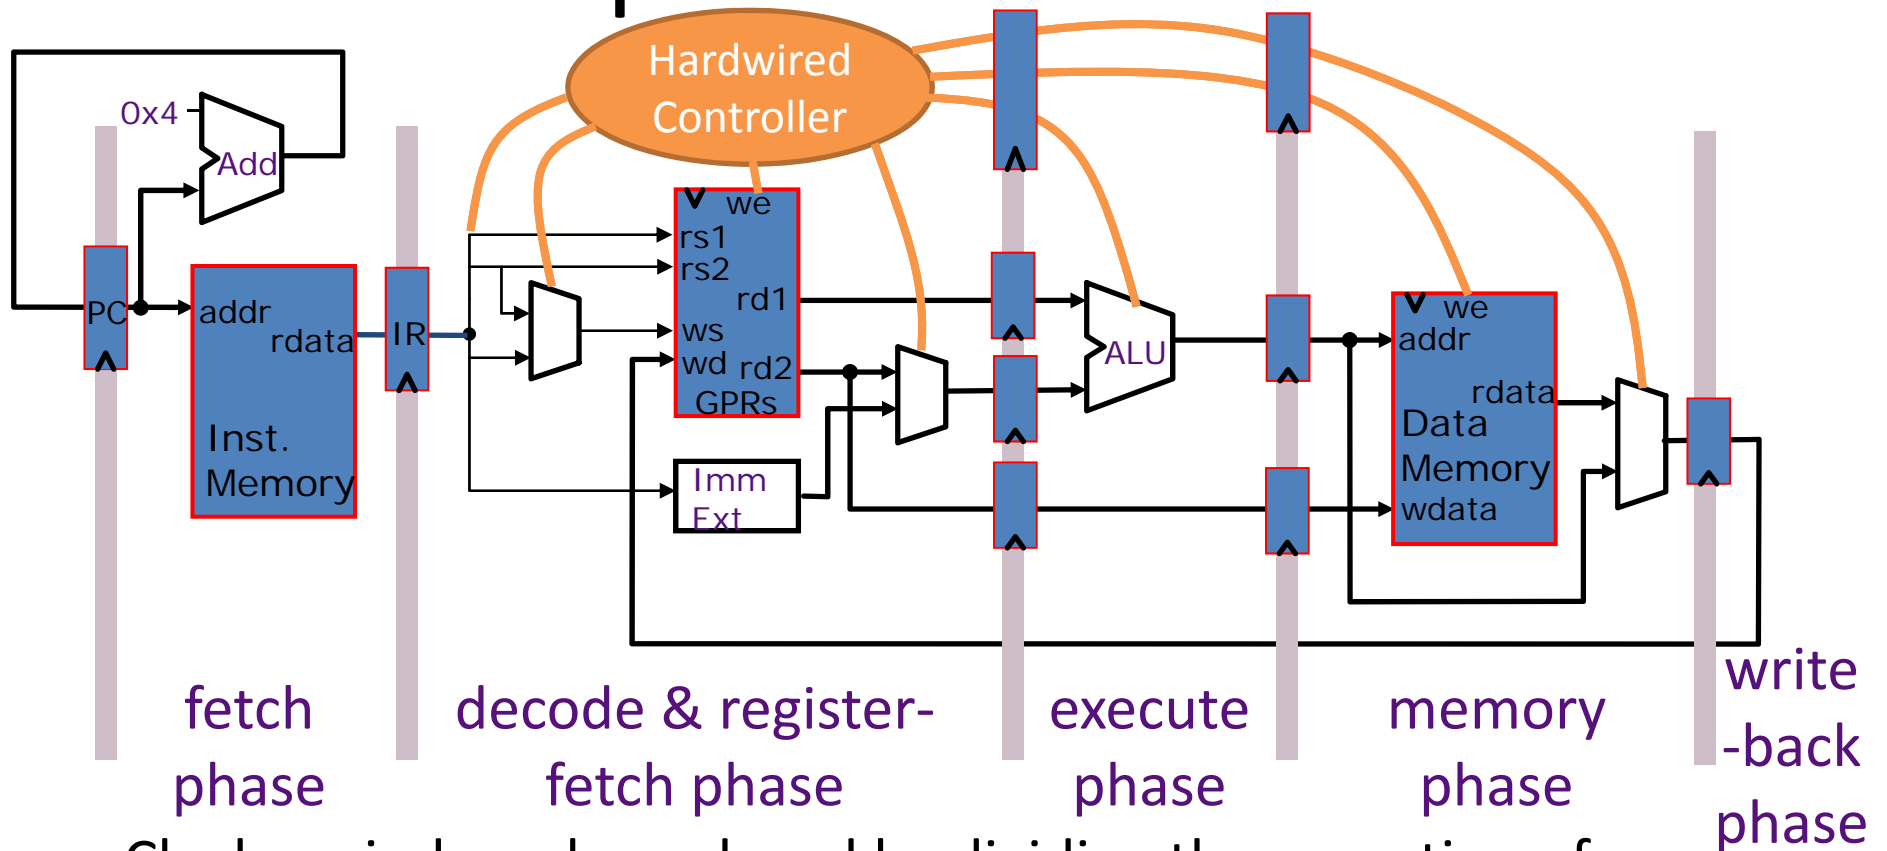 Hardwired
Controller
0x4
Add
PC
addr
rdata
Inst.
Memory
IR
we
rs1
rs2
rd1
ws
wd
rd2
GPRs
Imm
Ext
ALU
we
addr
rdata
Data
Memory
wdata
fetch
phase
decode & register-
fetch phase
execute
phase
memory
phase
write
-back
phase